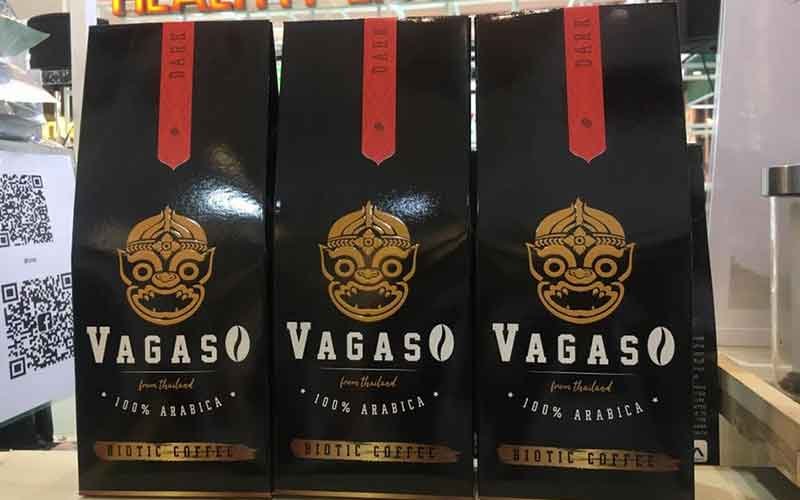 DARK
VAGASO
from thailand
100% ARABICA
BIOTIC COFFEE
DARK
VAGASO
from thailand
100% ARABICA
BIOTIC COFFEE
DARK
VAGASO
from thailand
100% ARABICA
BIOTIC COFFEE